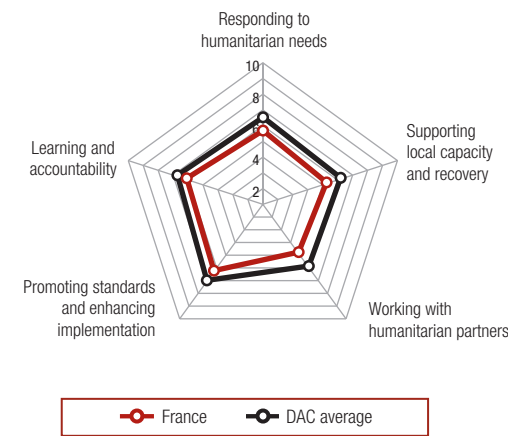 Responding to
humanitarian needs
10
8
6
4
2
Supporting
local capacity
and recovery
Learning and
accountability
Promoting standards
and enhancing
implementation
Working with
humanitarian partners
France
DAC average